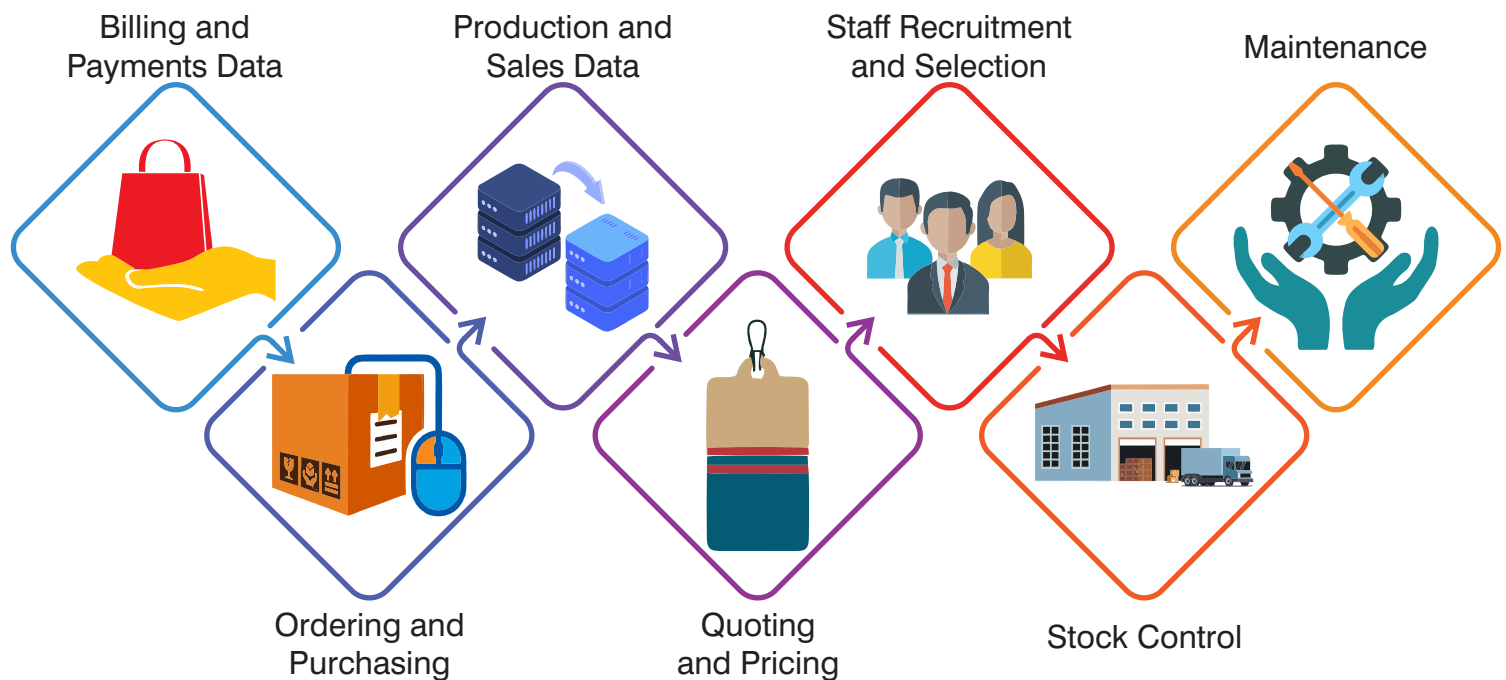 Billing and
Payments Data
Production and
Sales Data
Staff Recruitment
and Selection
Maintenance
Ordering and
Purchasing
Quoting
and Pricing
Stock Control